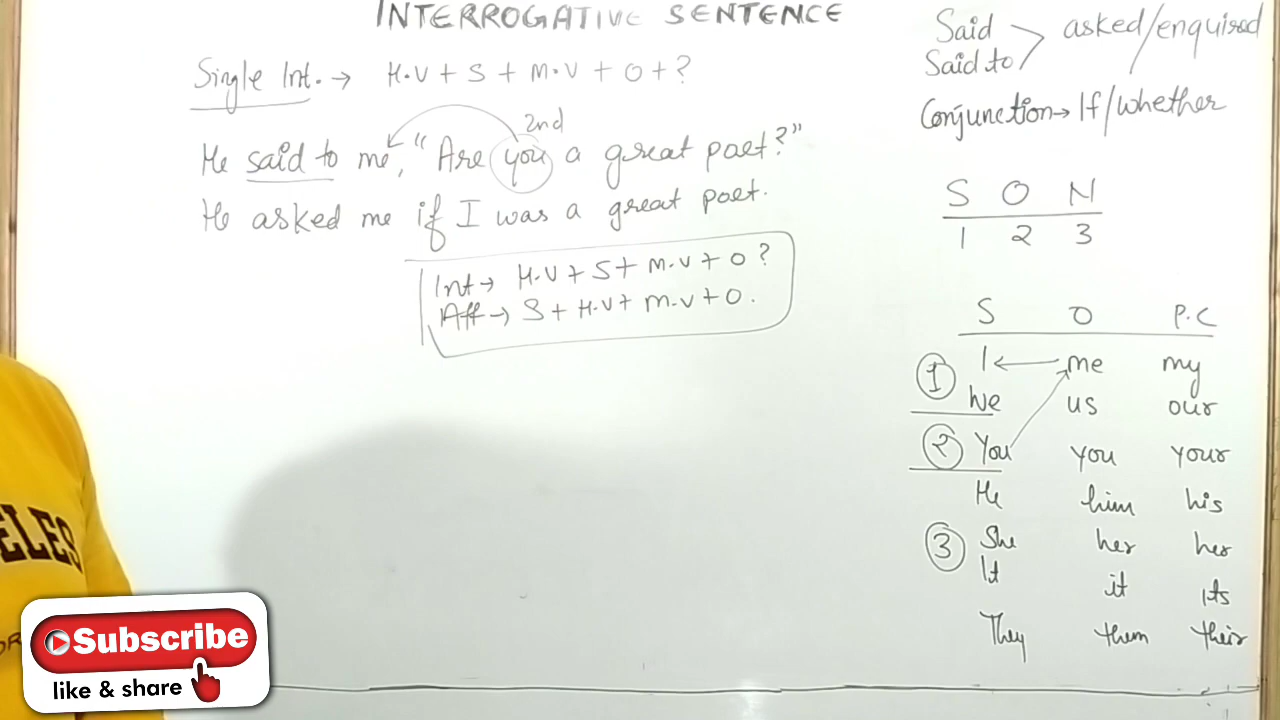 INTERROGATIVE SENTENCE
Single Int. → H.V + S + M.V + O + ?
2nd
He said to me, "Are you a great poet?"
He asked me if I was a great poet.
Int → H.V + S + M.V + O ?
Aff → S + H.V + M.V + O.
Said
Said to > asked/enquired
Conjunction → If/whether
S O N
1 2 3
S O P.C
1 I me my
We us our
2 You you your
He him his
3 She her her
It it its
They them their
ELES
OR
Subscribe
like & share